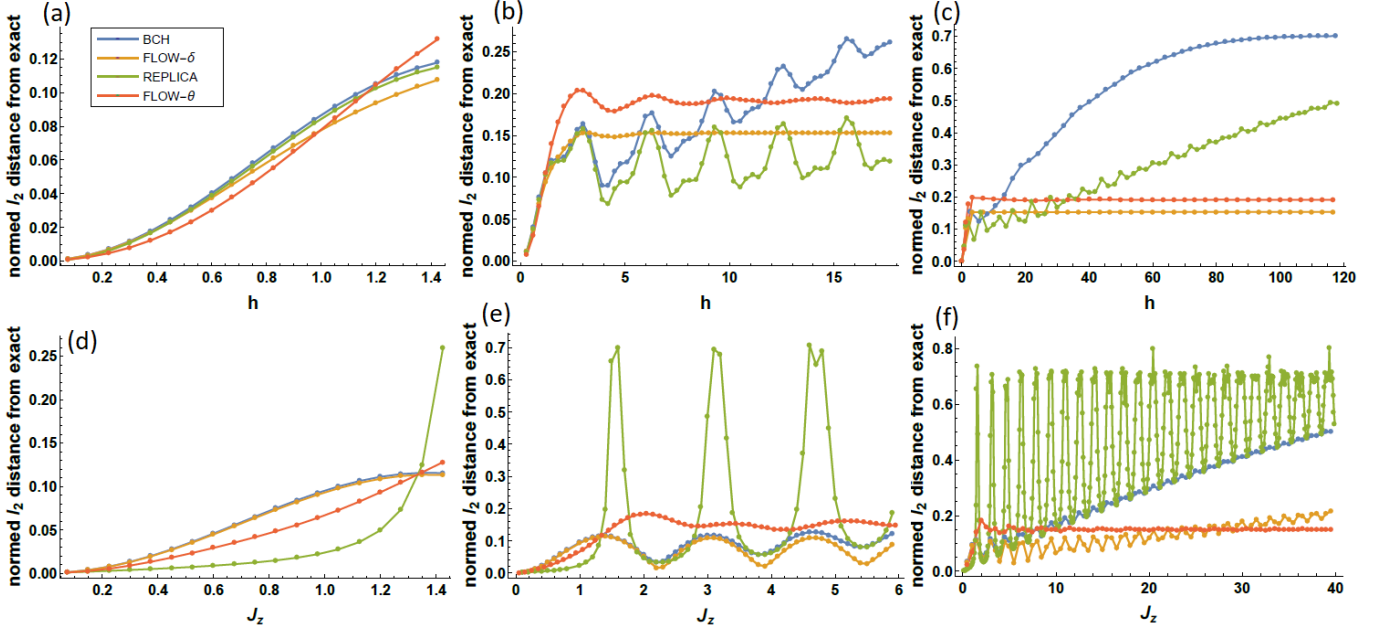 (a)
normed l2 distance from exact
0.12
0.10
0.08
0.06
0.04
0.02
0.00
BCH
FLOW-δ
REPLICA
FLOW-θ
0.2 0.4 0.6 0.8 1.0 1.2 1.4
h
(b)
normed l2 distance from exact
0.25
0.20
0.15
0.10
0.05
0.00
5 10 15
h
(c)
normed l2 distance from exact
0.7
0.6
0.5
0.4
0.3
0.2
0.1
0.0
0 20 40 60 80 100 120
h
(d)
normed l2 distance from exact
0.25
0.20
0.15
0.10
0.05
0.00
0.2 0.4 0.6 0.8 1.0 1.2 1.4
Jz
(e)
normed l2 distance from exact
0.7
0.6
0.5
0.4
0.3
0.2
0.1
0.0
0 1 2 3 4 5 6
Jz
(f)
normed l2 distance from exact
0.8
0.6
0.4
0.2
0.0
0 10 20 30 40
Jz